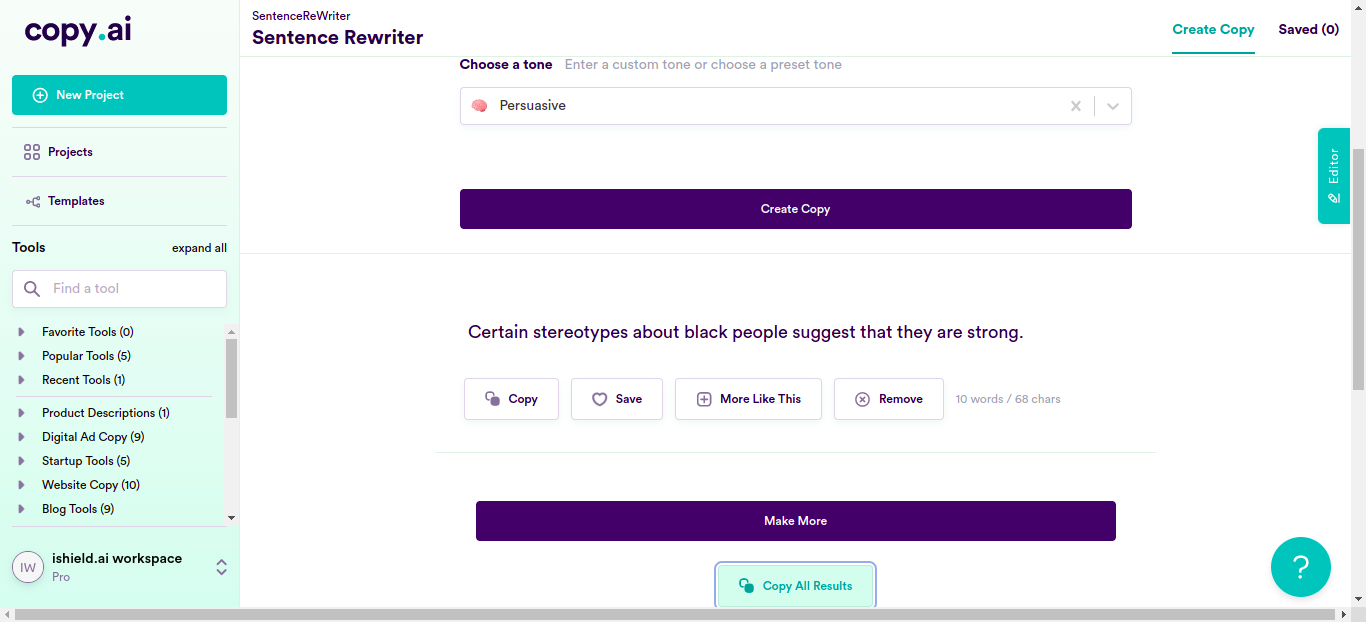 copy.ai
SentenceReWriter
Sentence Rewriter
Create Copy
Saved (0)
New Project
Projects
Templates
Tools
expand all
Find a tool
Favorite Tools (0)
Popular Tools (5)
Recent Tools (1)
Product Descriptions (1)
Digital Ad Copy (9)
Startup Tools (5)
Website Copy (10)
Blog Tools (9)
IW
ishield.ai workspace
Pro
Choose a tone Enter a custom tone or choose a preset tone
Persuasive
Create Copy
Certain stereotypes about black people suggest that they are strong.
Copy
Save
More Like This
Remove
10 words / 68 chars
Make More
Copy All Results
Editor
?